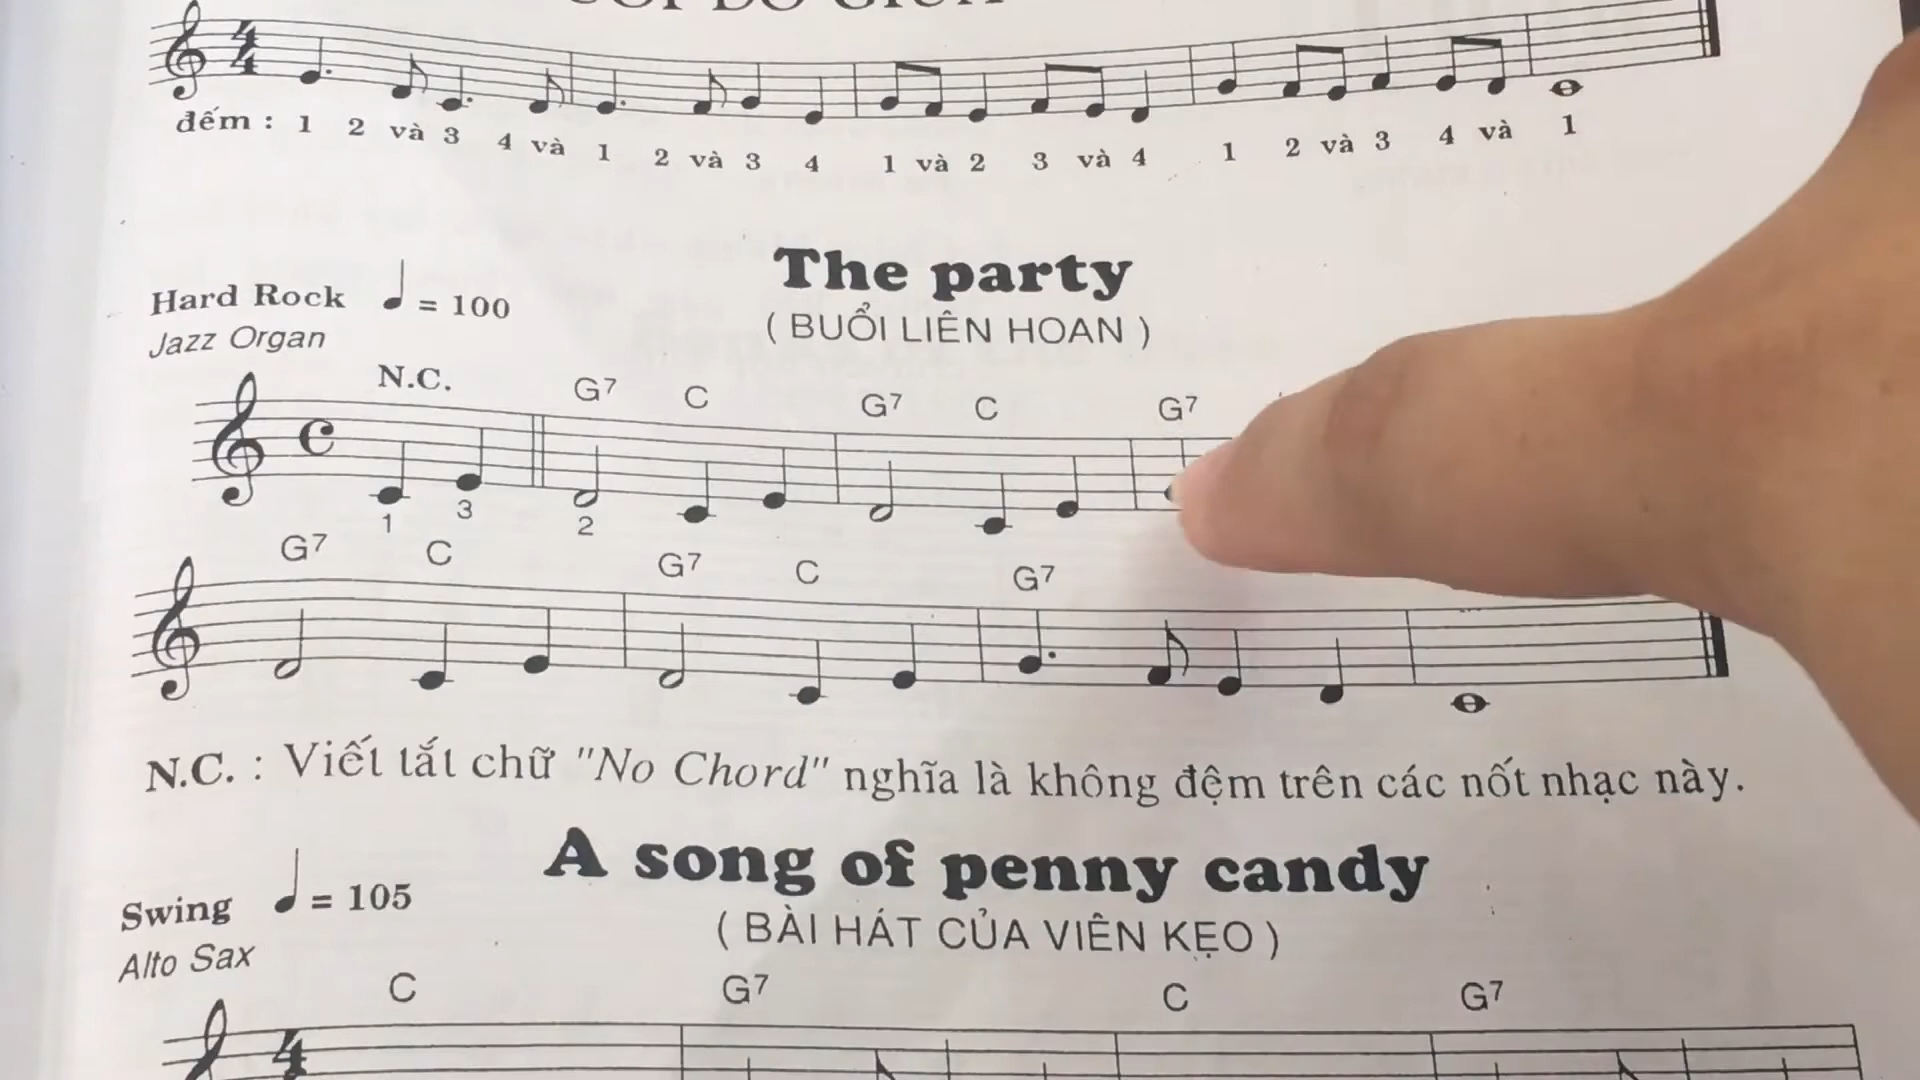 đếm : 1 2 và 3 4 và 1 2 và 3 4 1 và 2 3 và 4 1 2 và 3 4 và 1
The party
( BUỔI LIÊN HOAN )
Hard Rock ♩ = 100
Jazz Organ
N.C. G7 C G7 C G7
1 3 2
G7 C G7 C G7
N.C. : Viết tắt chữ "No Chord" nghĩa là không đệm trên các nốt nhạc này.
A song of penny candy
( BÀI HÁT CỦA VIÊN KẸO )
Swing ♩ = 105
Alto Sax
C G7 C G7